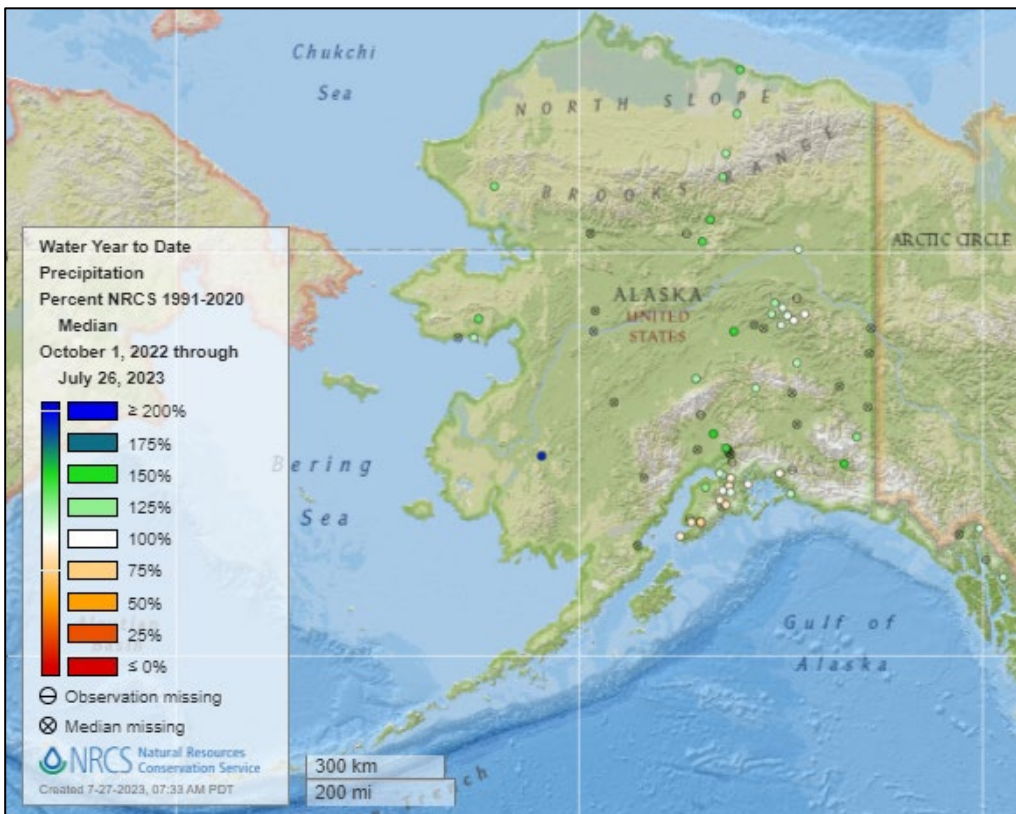 Chukchi
Sea
NORTH SLOPE
BROOKS RANGE
ARCTIC CIRCLE
ALASKA
UNITED
STATES
Bering
Sea
Gulf of
Alaska
Trench
Water Year to Date
Precipitation
Percent NRCS 1991-2020
Median
October 1, 2022 through
July 26, 2023
≥ 200%
175%
150%
125%
100%
75%
50%
25%
≤ 0%
Observation missing
Median missing
NRCS Natural Resources
Conservation Service
Created 7-27-2023, 07:33 AM PDT
300 km
200 mi